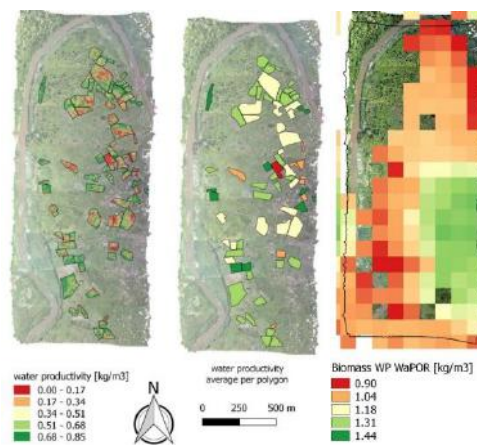 water productivity [kg/m3]
0.00 - 0.17
0.17 - 0.34
0.34 - 0.51
0.51 - 0.68
0.68 - 0.85
N
water productivity
average per polygon
0 250 500 m
Biomass WP WaPOR [kg/m3]
0.90
1.04
1.18
1.31
1.44